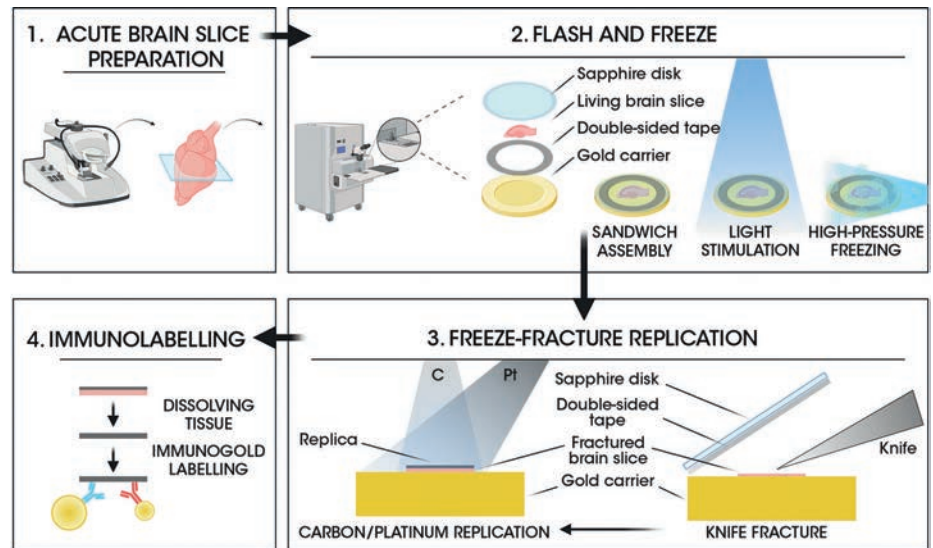 1. ACUTE BRAIN SLICE
PREPARATION
2. FLASH AND FREEZE
Sapphire disk
Living brain slice
Double-sided tape
Gold carrier
SANDWICH
ASSEMBLY
LIGHT
STIMULATION
HIGH-PRESSURE
FREEZING
3. FREEZE-FRACTURE REPLICATION
C
Pt
Replica
Sapphire disk
Double-sided
tape
Fractured
brain slice
Gold carrier
Knife
CARBON/PLATINUM REPLICATION
KNIFE FRACTURE
4. IMMUNOLABELLING
DISSOLVING
TISSUE
IMMUNOGOLD
LABELLING